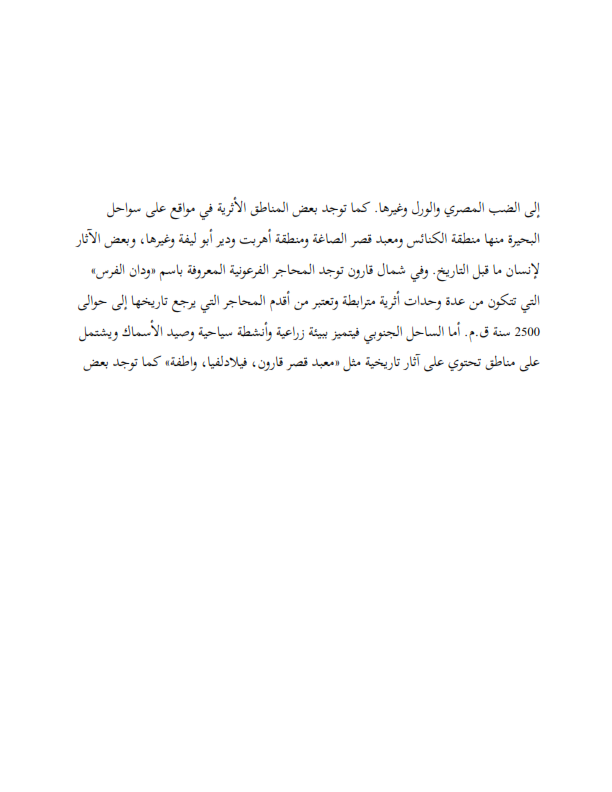 إلى الضب المصري والورل وغيرها. كما توجد بعض المناطق الأثرية في مواقع على سواحل
البحيرة منها منطقة الكنائس ومعبد قصر الصاغة ومنطقة أهربت ودير أبو ليفة وغيرها، وبعض الآثار
لإنسان ما قبل التاريخ. وفي شمال قارون توجد المحاجر الفرعونية المعروفة باسم «ودان الفرس»
التي تتكون من عدة وحدات أثرية مترابطة وتعتبر من أقدم المحاجر التي يرجع تاريخها إلى حوالى
2500 سنة ق.م. أما الساحل الجنوبي فيتميز ببيئة زراعية وأنشطة سياحية وصيد الأسماك ويشتمل
على مناطق تحتوي على آثار تاريخية مثل «معبد قصر قارون، فيلادلفيا، واطفة» كما توجد بعض